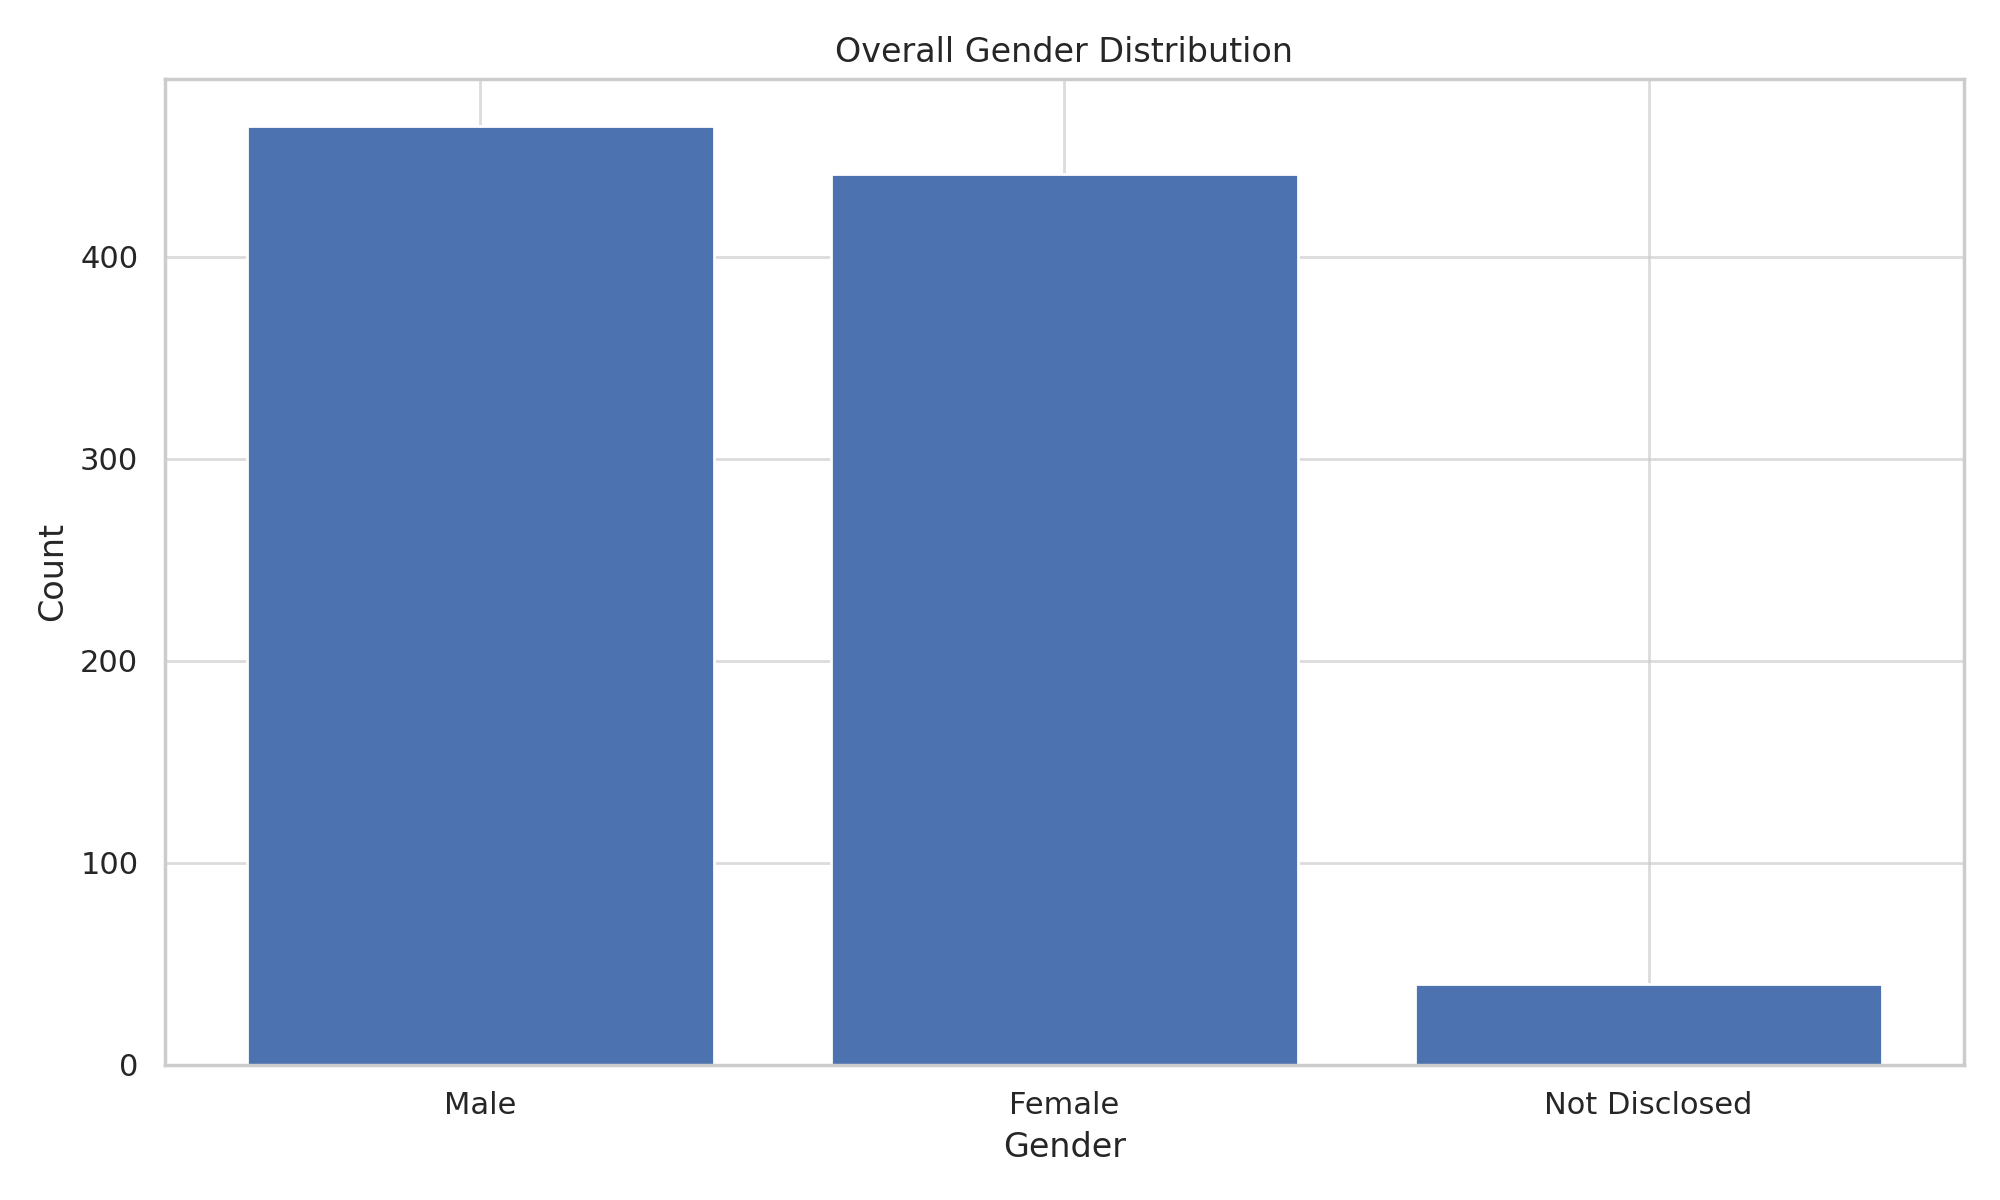 Overall Gender Distribution
Count
400
300
200
100
0
Male
Female
Not Disclosed
Gender